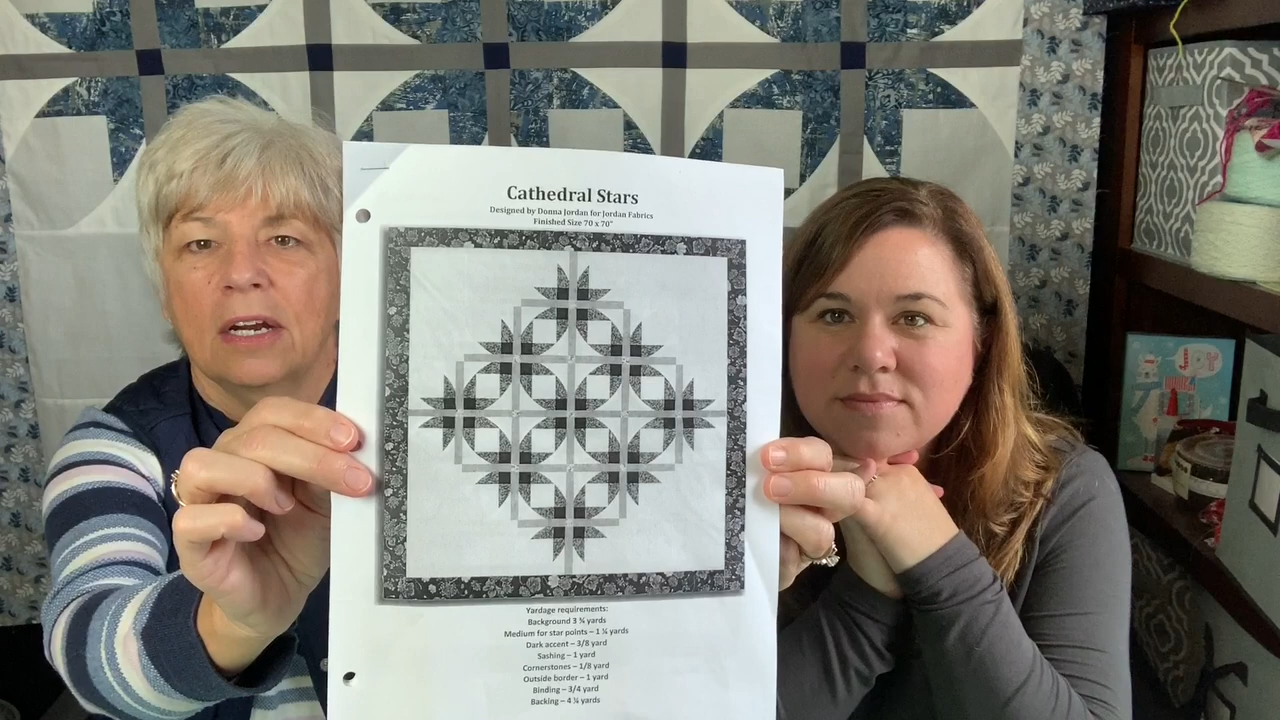 Cathedral Stars
Designed by Donna Jordan for Jordan Fabrics
Finished Size 70 x 70"
Yardage requirements:
Background 3 ¾ yards
Medium for star points – 1 ¼ yards
Dark accent – 3/8 yard
Sashing – 1 yard
Cornerstones – 1/8 yard
Outside border – 1 yard
Binding – 3/4 yard
Backing – 4 ¼ yards